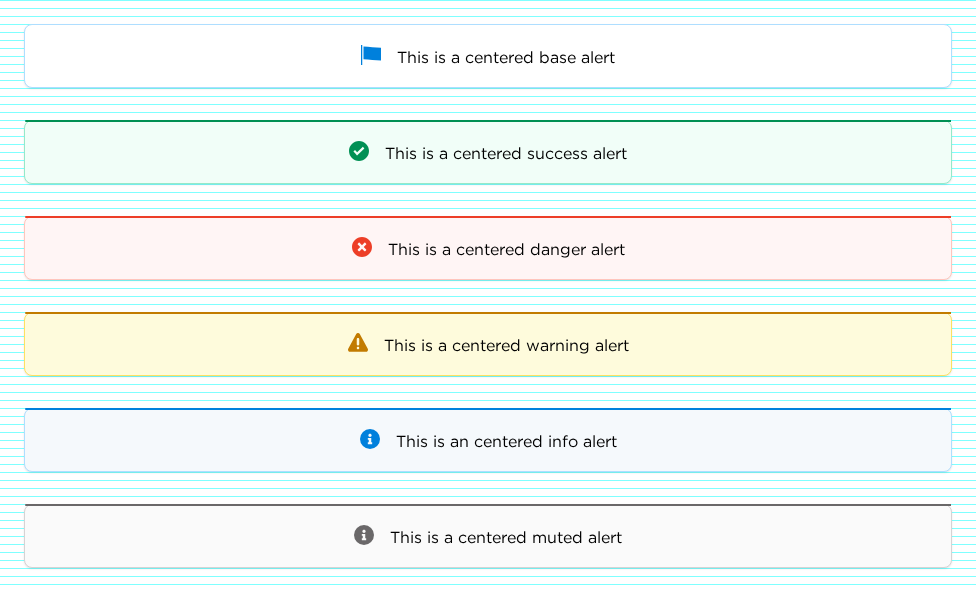 This is a centered base alert
This is a centered success alert
This is a centered danger alert
This is a centered warning alert
This is an centered info alert
This is a centered muted alert